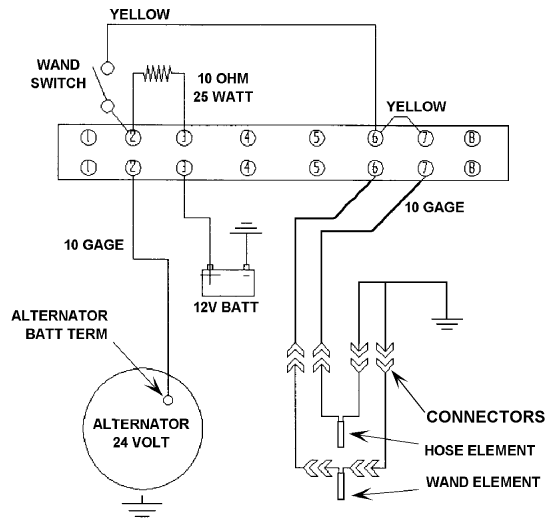 YELLOW
WAND
SWITCH
10 OHM
25 WATT
YELLOW
1 2 3 4 5 6 7 8
1 2 3 4 5 6 7 8
10 GAGE
10 GAGE
+ -
12V BATT
ALTERNATOR
BATT TERM
ALTERNATOR
24 VOLT
CONNECTORS
HOSE ELEMENT
WAND ELEMENT